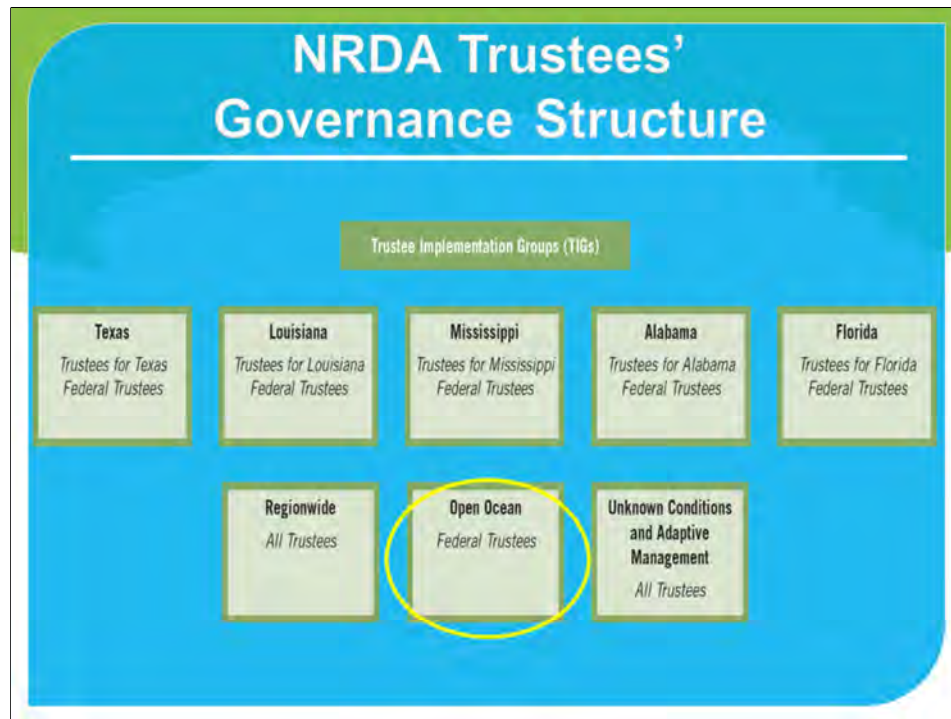 NRDA Trustees’
Governance Structure
Trustee Implementation Groups (TIGs)
Texas
Trustees for Texas
Federal Trustees
Louisiana
Trustees for Louisiana
Federal Trustees
Mississippi
Trustees for Mississippi
Federal Trustees
Alabama
Trustees for Alabama
Federal Trustees
Florida
Trustees for Florida
Federal Trustees
Regionwide
All Trustees
Open Ocean
Federal Trustees
Unknown Conditions
and Adaptive
Management
All Trustees